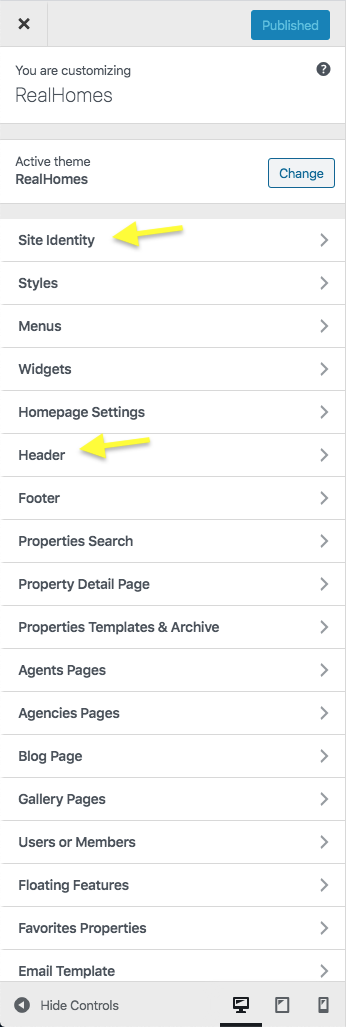 Published
You are customizing
RealHomes
Active theme
RealHomes
Change
Site Identity
Styles
Menus
Widgets
Homepage Settings
Header
Footer
Properties Search
Property Detail Page
Properties Templates & Archive
Agents Pages
Agencies Pages
Blog Page
Gallery Pages
Users or Members
Floating Features
Favorites Properties
Email Template
Hide Controls